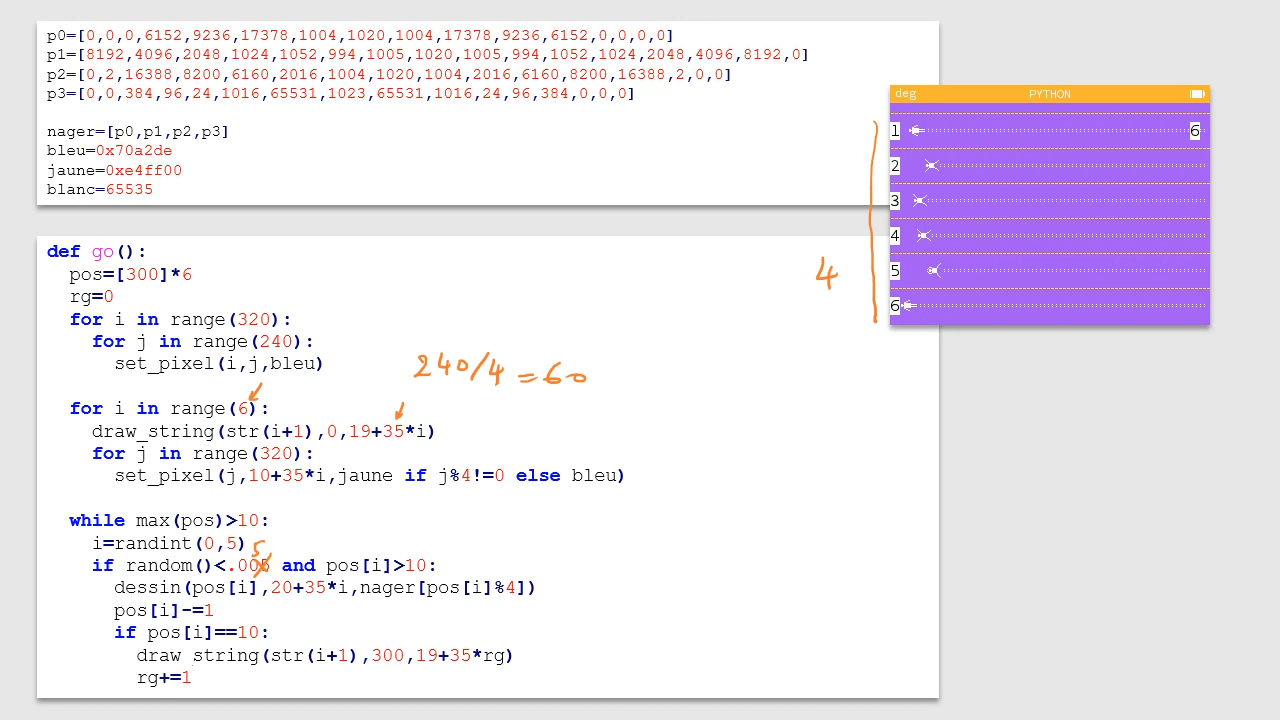 p0=[0,0,0,6152,9236,17378,1004,1020,1004,17378,9236,6152,0,0,0,0]
p1=[8192,4096,2048,1024,1052,994,1005,1020,1005,994,1052,1024,2048,4096,8192,0]
p2=[0,2,16388,8200,6160,2016,1004,1020,1004,2016,6160,8200,16388,2,0,0]
p3=[0,0,384,96,24,1016,65531,1023,65531,1016,24,96,384,0,0,0]
nager=[p0,p1,p2,p3]
bleu=0x70a2de
jaune=0xe4ff00
blanc=65535
deg PYTHON
1 6
2
3
4
5
6
4
def go():
pos=[300]*6
rg=0
for i in range(320):
for j in range(240):
set_pixel(i,j,bleu)
240/4 = 60
for i in range(6):
draw_string(str(i+1),0,19+35*i)
for j in range(320):
set_pixel(j,10+35*i,jaune if j%4!=0 else bleu)
while max(pos)>10:
i=randint(0,5)
5
if random()<.005 and pos[i]>10:
dessin(pos[i],20+35*i,nager[pos[i]%4])
pos[i]-=1
if pos[i]==10:
draw_string(str(i+1),300,19+35*rg)
rg+=1